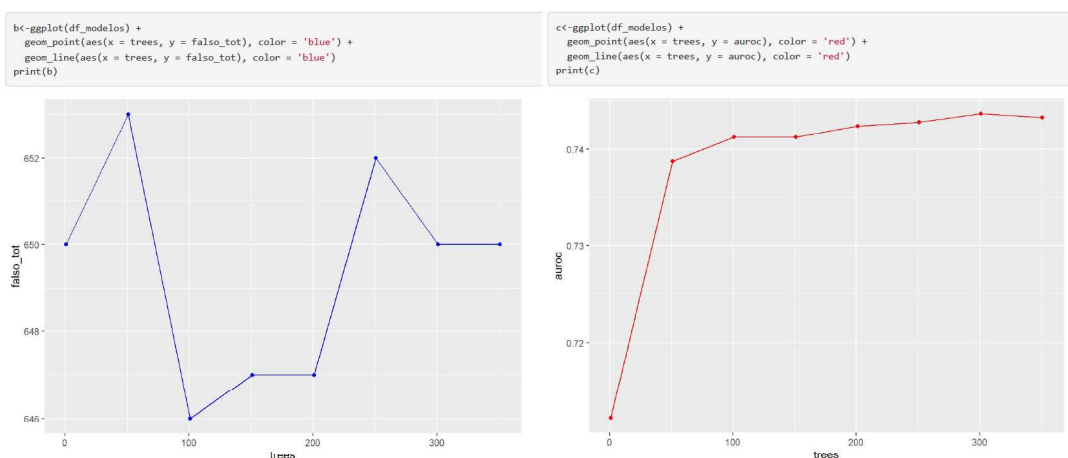 b<-ggplot(df_modelos) +
geom_point(aes(x = trees, y = falso_tot), color = 'blue') +
geom_line(aes(x = trees, y = falso_tot), color = 'blue')
print(b)
652
650
648
646
falso_tot
0 100 200 300
trees
c<-ggplot(df_modelos) +
geom_point(aes(x = trees, y = auroc), color = 'red') +
geom_line(aes(x = trees, y = auroc), color = 'red')
print(c)
0.74
0.73
0.72
auroc
0 100 200 300
trees